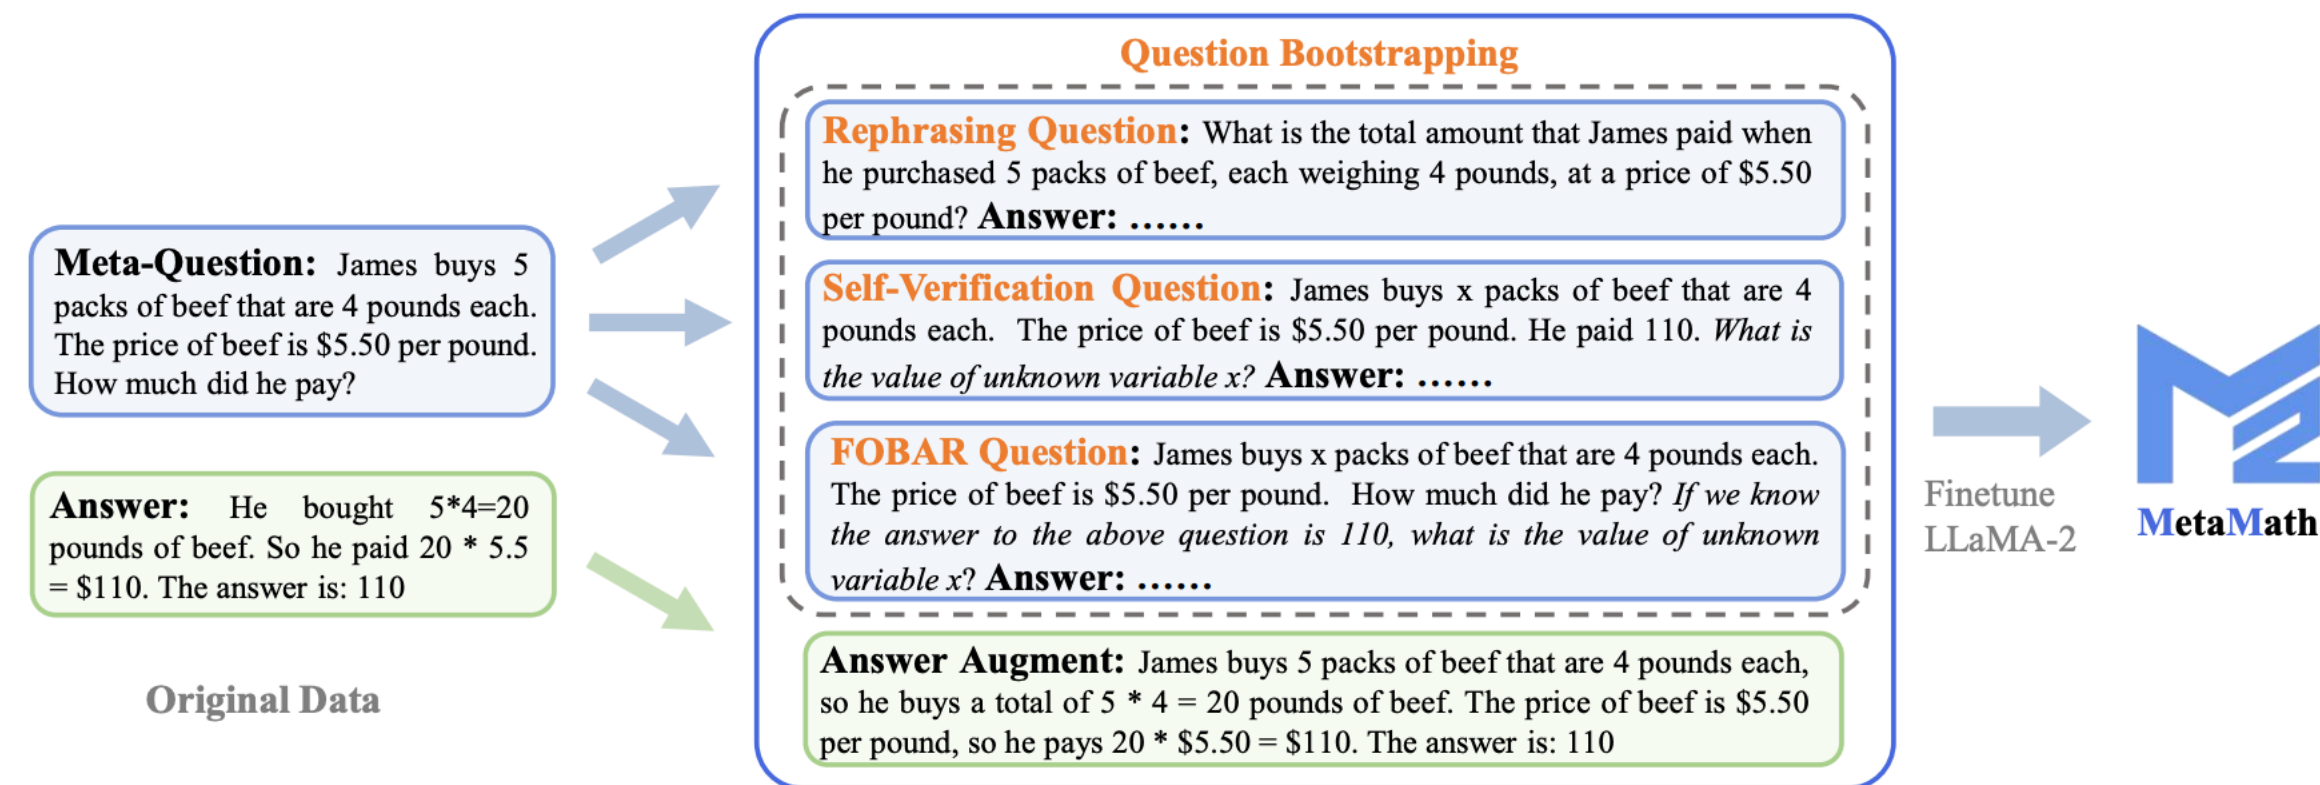 Meta-Question: James buys 5
packs of beef that are 4 pounds each.
The price of beef is $5.50 per pound.
How much did he pay?
Answer: He bought 5*4=20
pounds of beef. So he paid 20 * 5.5
= $110. The answer is: 110
Original Data
Question Bootstrapping
Rephrasing Question: What is the total amount that James paid when
he purchased 5 packs of beef, each weighing 4 pounds, at a price of $5.50
per pound? Answer: ......
Self-Verification Question: James buys x packs of beef that are 4
pounds each. The price of beef is $5.50 per pound. He paid 110. What is
the value of unknown variable x? Answer: ......
FOBAR Question: James buys x packs of beef that are 4 pounds each.
The price of beef is $5.50 per pound. How much did he pay? If we know
the answer to the above question is 110, what is the value of unknown
variable x? Answer: ......
Answer Augment: James buys 5 packs of beef that are 4 pounds each,
so he buys a total of 5 * 4 = 20 pounds of beef. The price of beef is $5.50
per pound, so he pays 20 * $5.50 = $110. The answer is: 110
Finetune
LLaMA-2
MetaMath